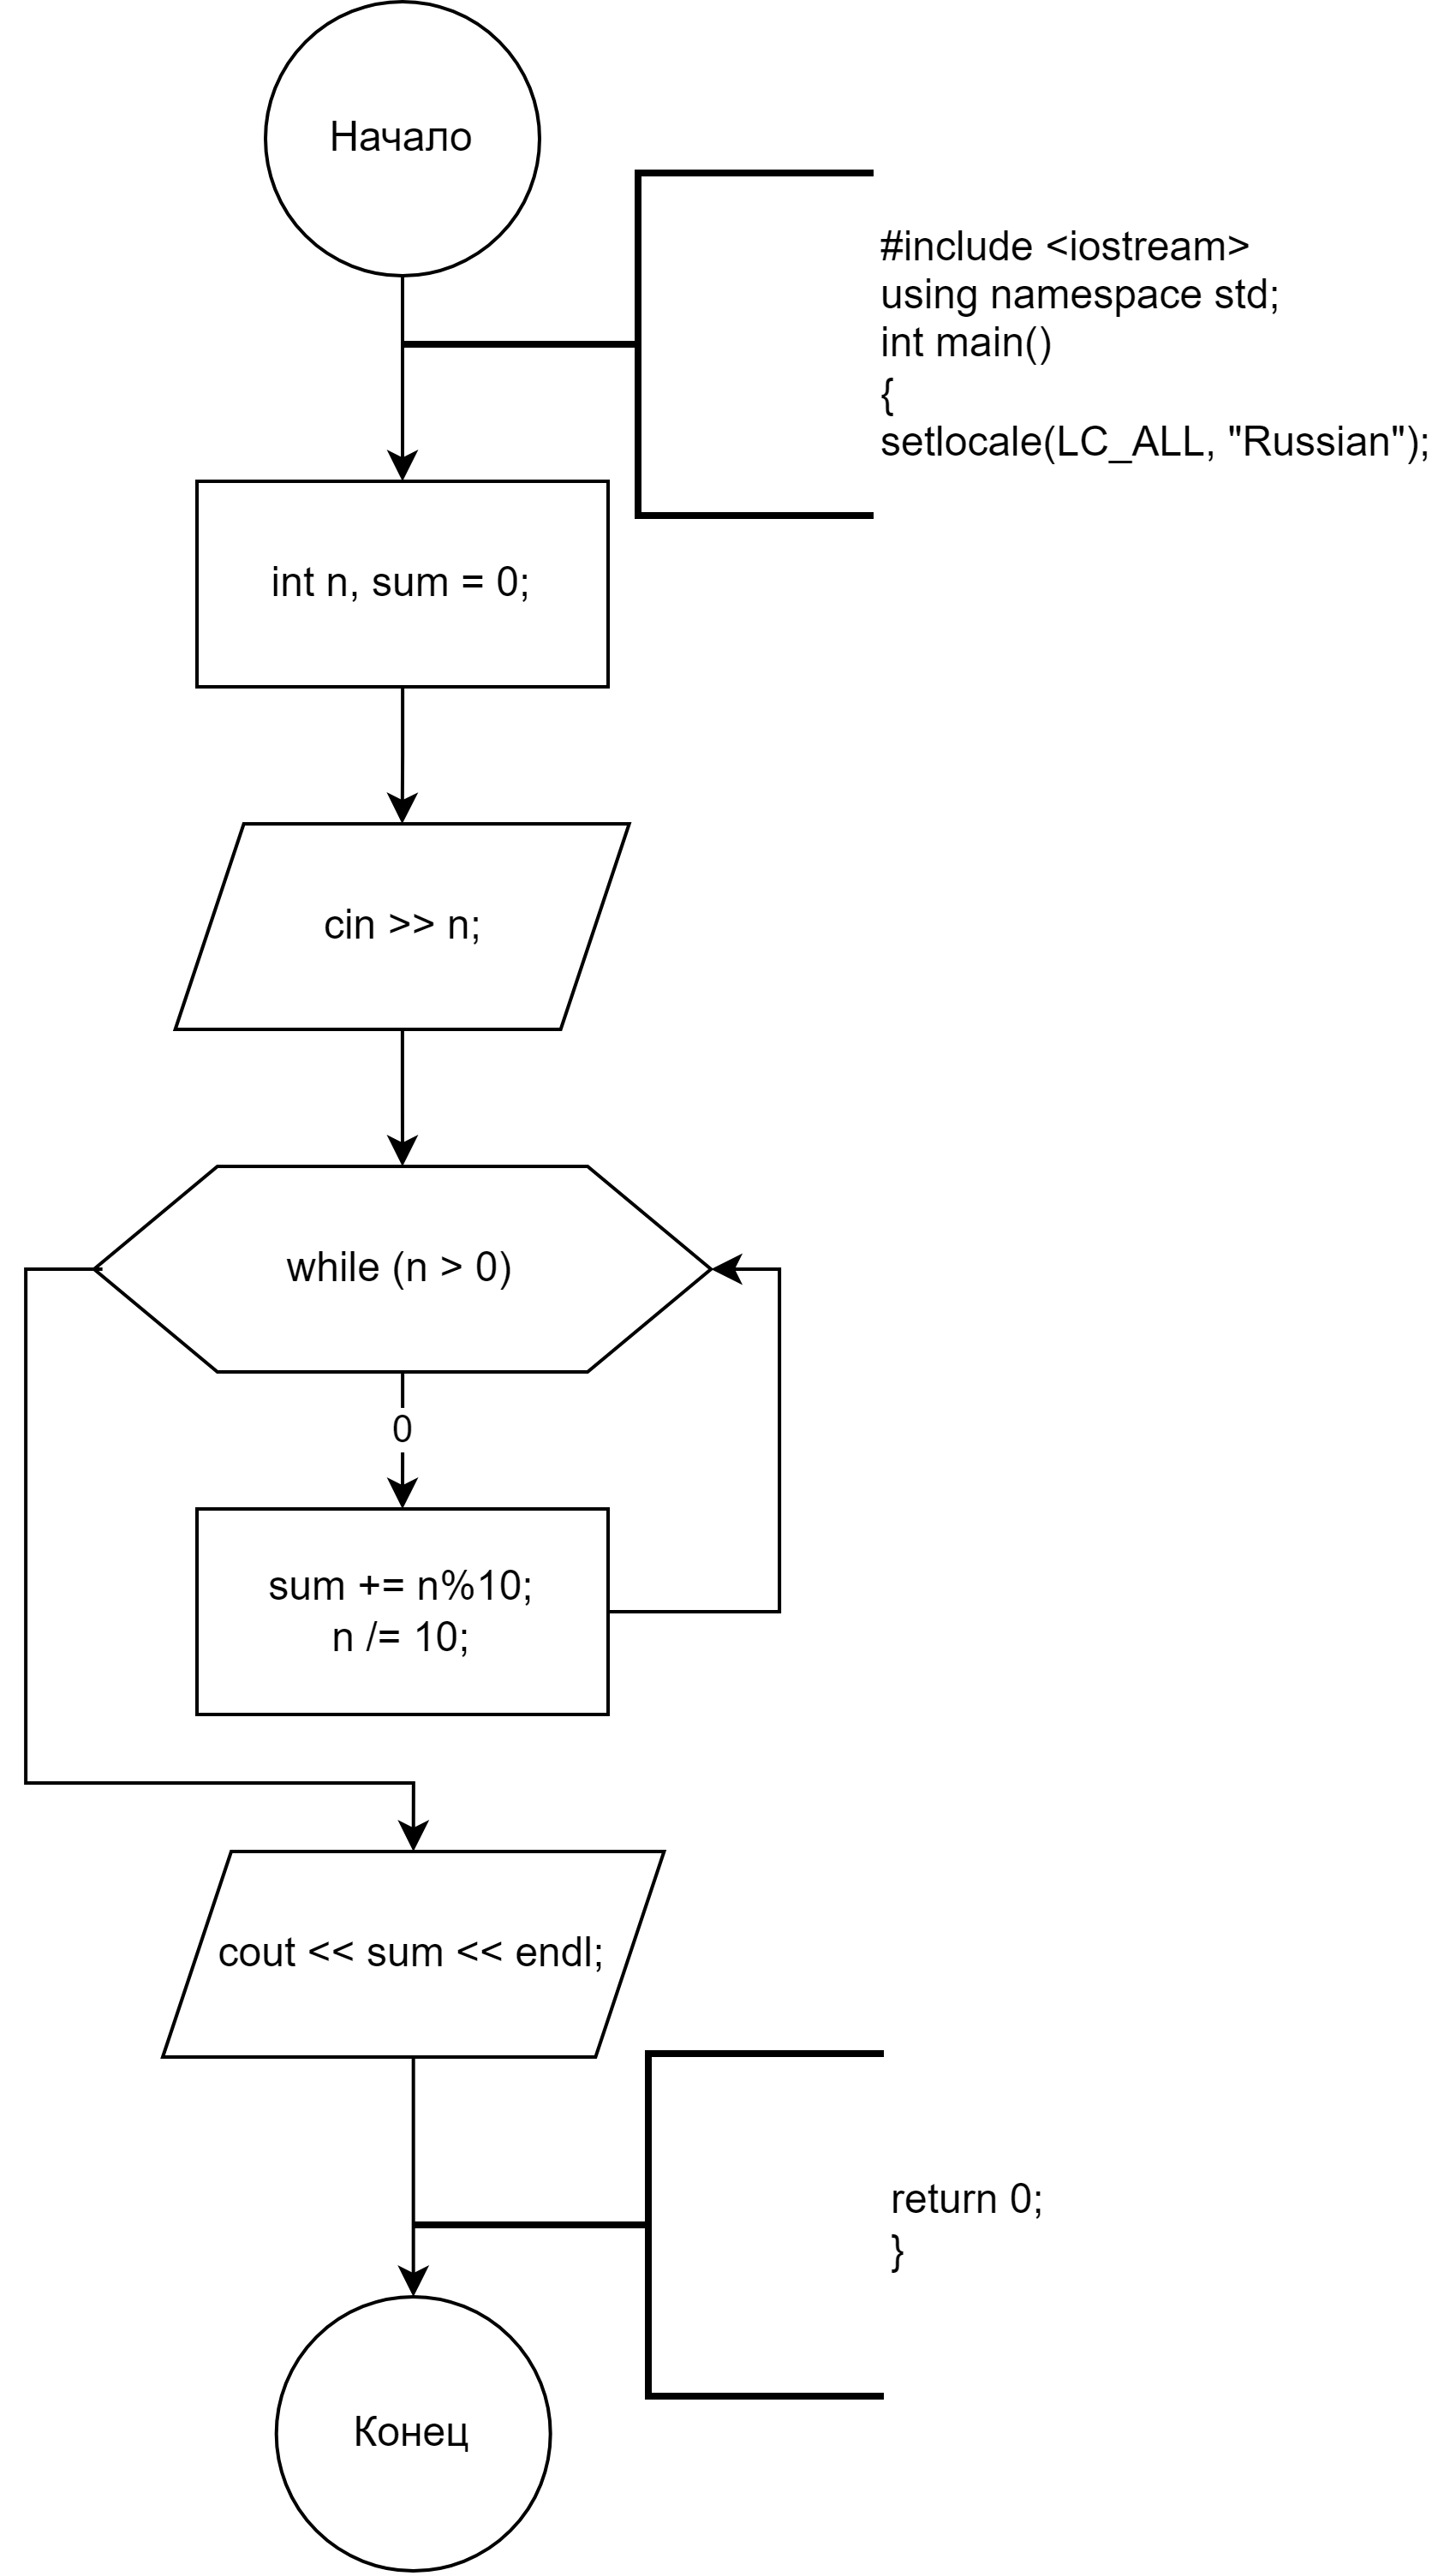 Начало
#include <iostream>
using namespace std;
int main()
{
setlocale(LC_ALL, "Russian");
int n, sum = 0;
cin >> n;
while (n > 0)
0
sum += n%10;
n /= 10;
cout << sum << endl;
return 0;
}
Конец